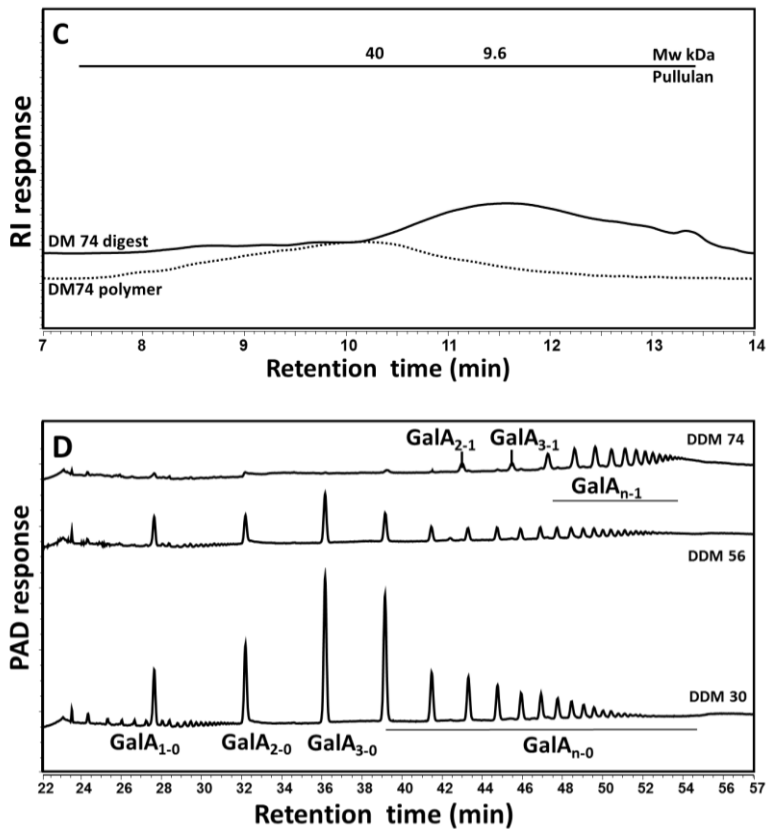 C
40 9.6 Mw kDa
Pullulan
RI response
DM 74 digest
DM74 polymer
7 8 9 10 11 12 13 14
Retention time (min)
D
GalA2-1 GalA3-1 DDM 74
GalAn-1
DDM 56
PAD response
DDM 30
GalA1-0 GalA2-0 GalA3-0 GalAn-0
22 24 26 28 30 32 34 36 38 40 42 44 46 48 50 52 54 57
Retention time (min)